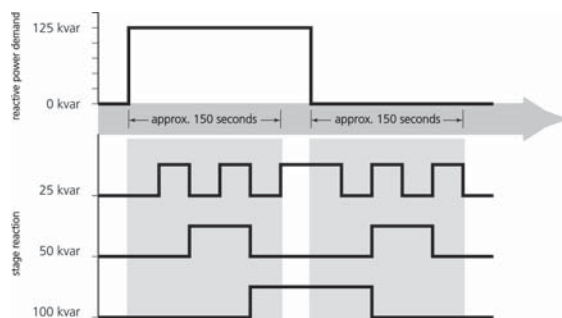 reactive power demand
125 kvar
0 kvar
approx. 150 seconds
approx. 150 seconds
stage reaction
25 kvar
50 kvar
100 kvar